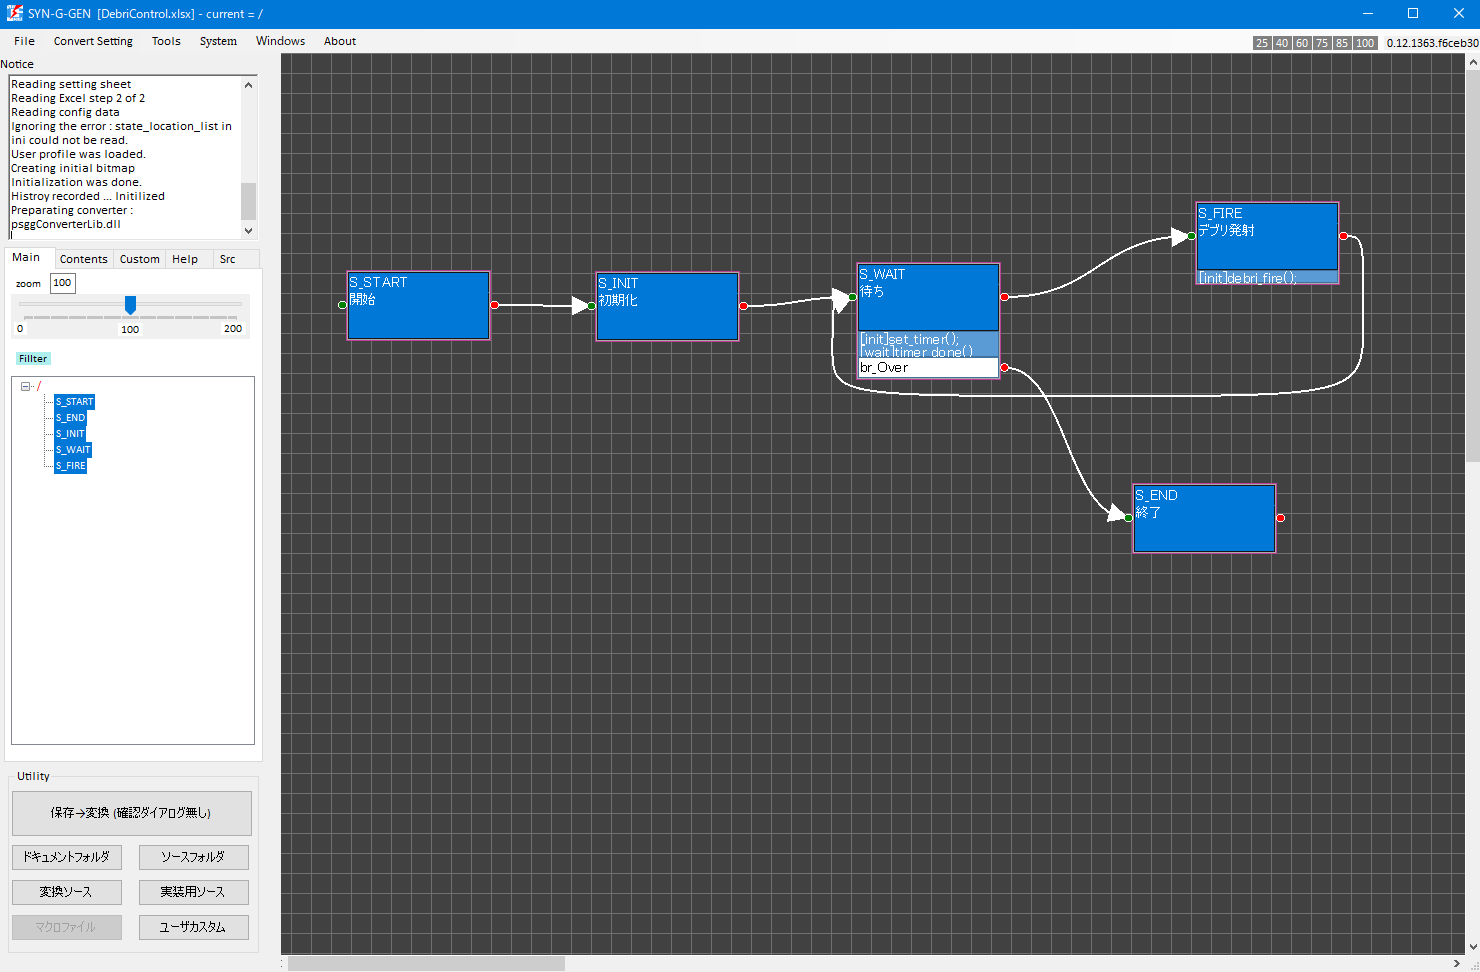 SYN-G-GEN [DebriControl.xlsx] - current = /
File Convert Setting Tools System Windows About
25 40 60 75 85 100 0.12.1363.f6ceb30
Notice
Reading setting sheet
Reading Excel step 2 of 2
Reading config data
Ignoring the error : state_location_list in
ini could not be read.
User profile was loaded.
Creating initial bitmap
Initialization was done.
Histroy recorded ... Initilized
Preparating converter :
psggConverterLib.dll
Main Contents Custom Help Src
zoom 100
0 100 200
Fillter
/
S_START
S_END
S_INIT
S_WAIT
S_FIRE
Utility
保存→変換 (確認ダイアログ無し)
ドキュメントフォルダ ソースフォルダ
変換ソース 実装用ソース
マクロファイル ユーザカスタム
S_START
開始
S_INIT
初期化
S_WAIT
待ち
[init]set_timer();
[wait]timer_done()
br_Over
S_FIRE
デブリ発射
[init]debri_fire();
S_END
終了